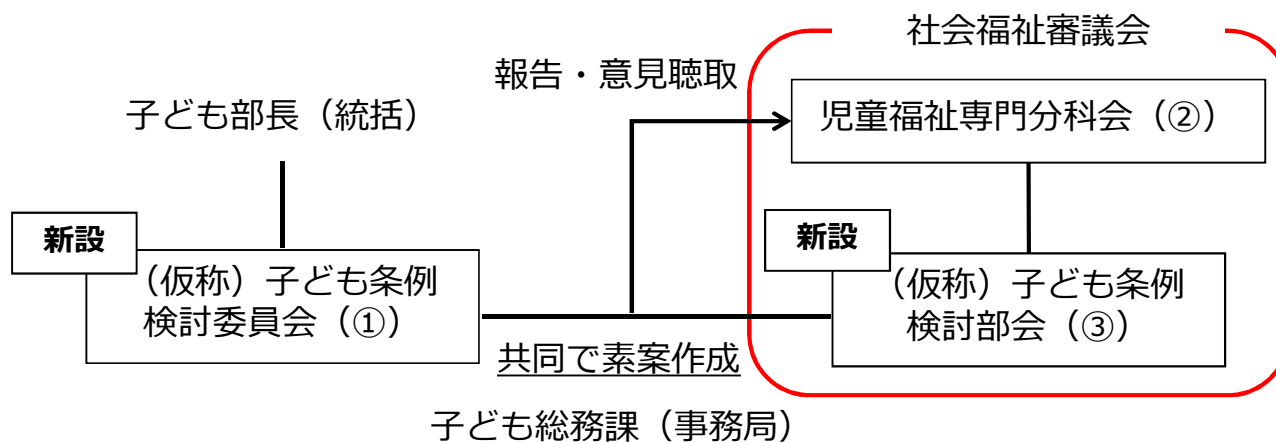 社会福祉審議会
報告・意見聴取
児童福祉専門分科会（②）
子ども部長（統括）
新設
（仮称）子ども条例
検討委員会（①）
新設
（仮称）子ども条例
検討部会（③）
共同で素案作成
子ども総務課（事務局）